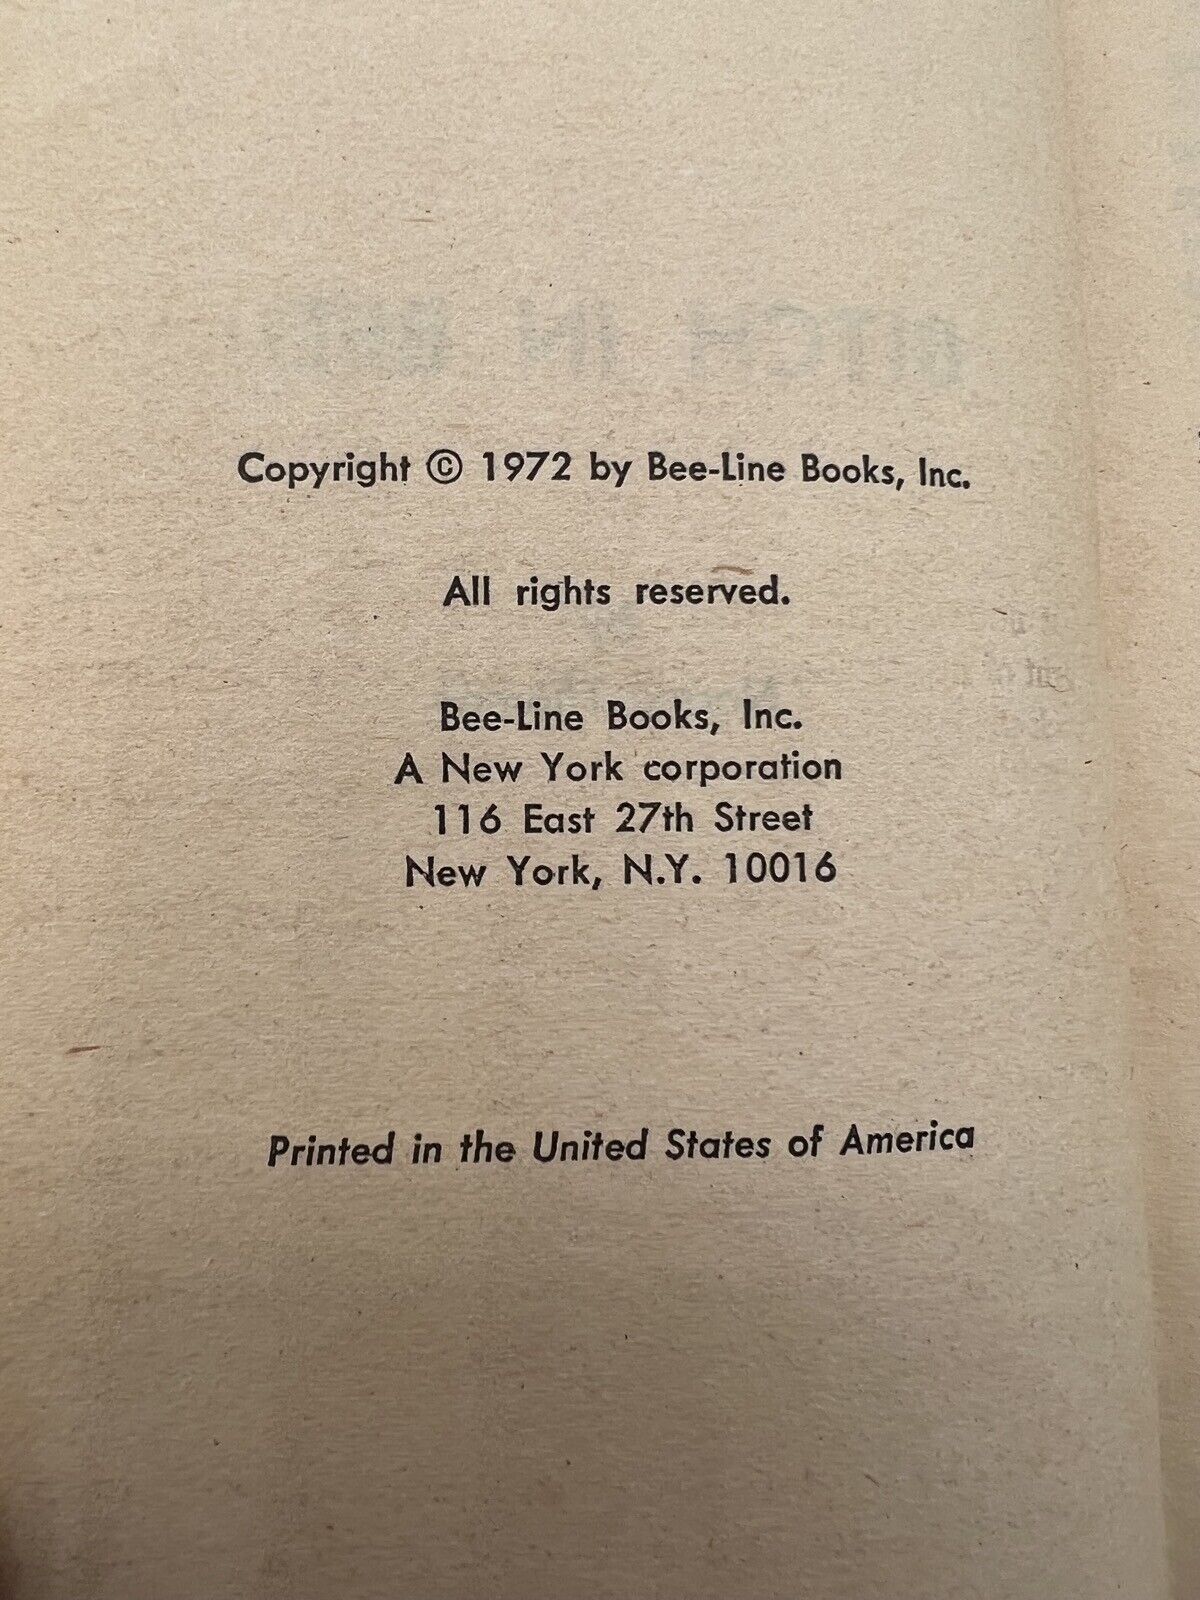 Copyright © 1972 by Bee-Line Books, Inc.
All rights reserved.
Bee-Line Books, Inc.
A New York corporation
116 East 27th Street
New York, N.Y. 10016
Printed in the United States of America